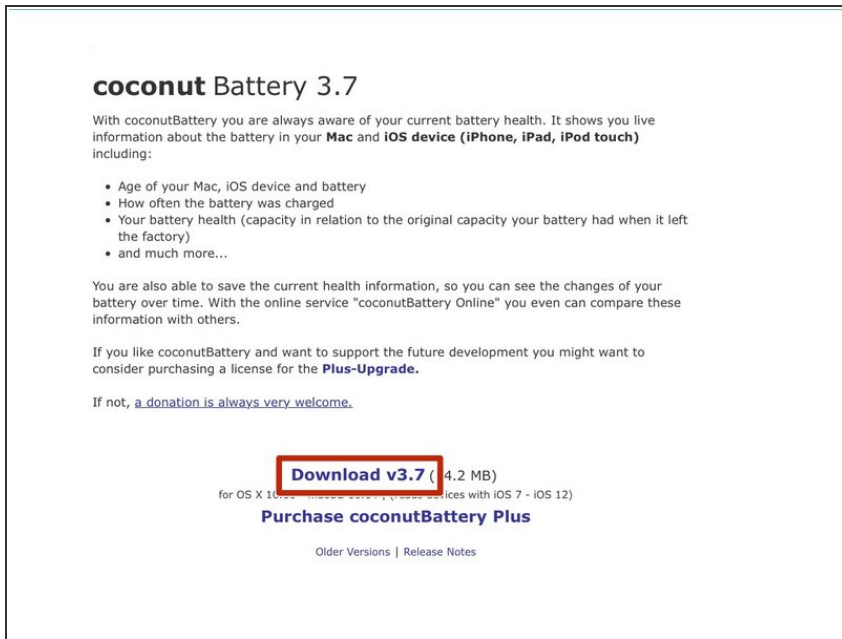 coconut Battery 3.7
With coconutBattery you are always aware of your current battery health. It shows you live
information about the battery in your Mac and iOS device (iPhone, iPad, iPod touch)
including:
• Age of your Mac, iOS device and battery
• How often the battery was charged
• Your battery health (capacity in relation to the original capacity your battery had when it left
the factory)
• and much more...
You are also able to save the current health information, so you can see the changes of your
battery over time. With the online service "coconutBattery Online" you even can compare these
information with others.
If you like coconutBattery and want to support the future development you might want to
consider purchasing a license for the Plus-Upgrade.
If not, a donation is always very welcome.
Download v3.7 ( 4.2 MB)
for OS X devices with iOS 7 - iOS 12)
Purchase coconutBattery Plus
Older Versions | Release Notes